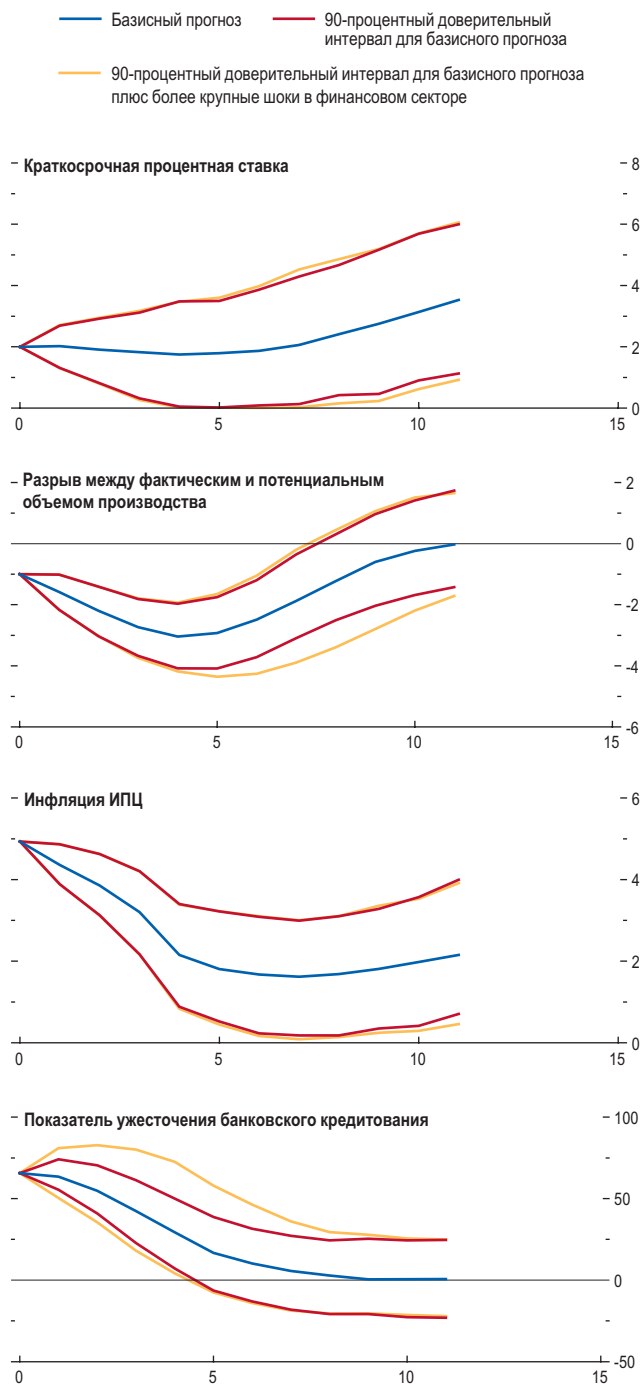 Базисный прогноз
90-процентный доверительный
интервал для базисного прогноза
90-процентный доверительный интервал для базисного прогноза
плюс более крупные шоки в финансовом секторе
Краткосрочная процентная ставка
8
6
4
2
0
0 5 10 15
Разрыв между фактическим и потенциальным
объемом производства
2
0
-2
-4
-6
0 5 10 15
Инфляция ИПЦ
6
4
2
0
0 5 10 15
Показатель ужесточения банковского кредитования
100
50
0
-50
0 5 10 15